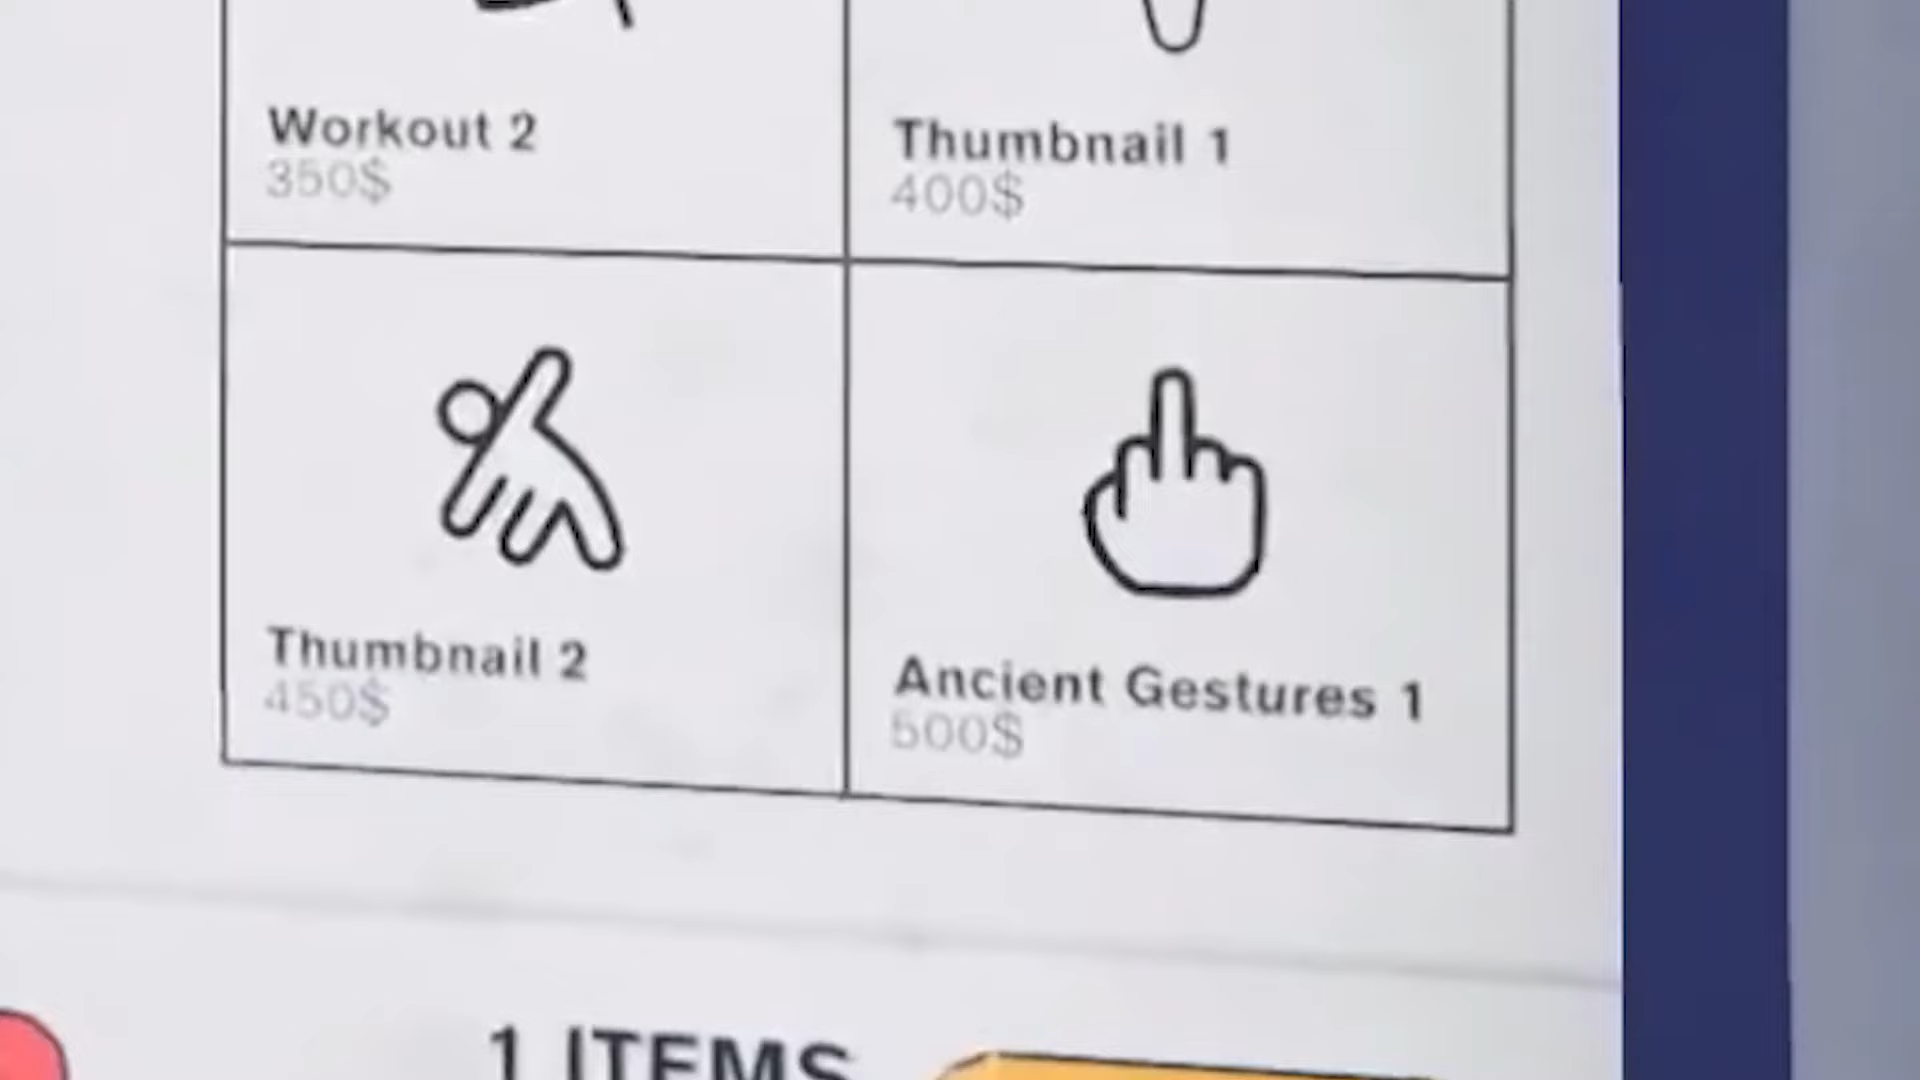 Workout 2
350$
Thumbnail 1
400$
Thumbnail 2
450$
Ancient Gestures 1
500$
1 ITEMS